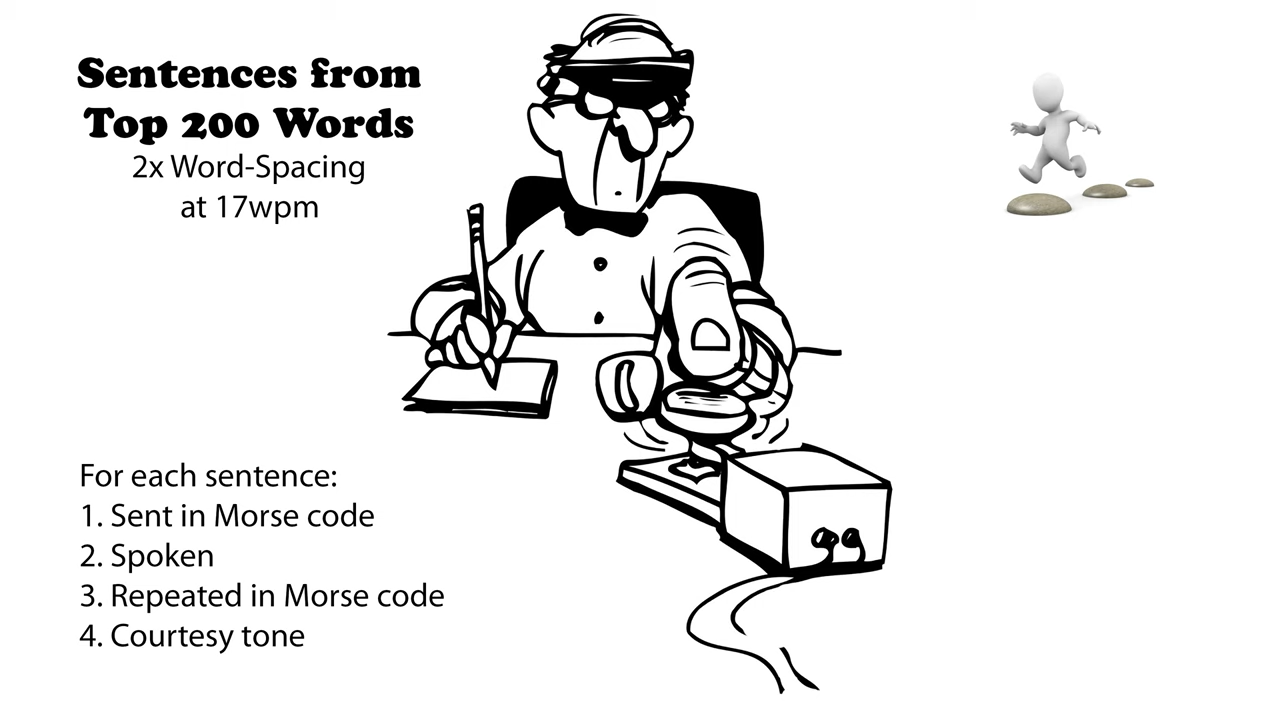 Sentences from
Top 200 Words
2x Word-Spacing
at 17wpm
For each sentence:
1. Sent in Morse code
2. Spoken
3. Repeated in Morse code
4. Courtesy tone